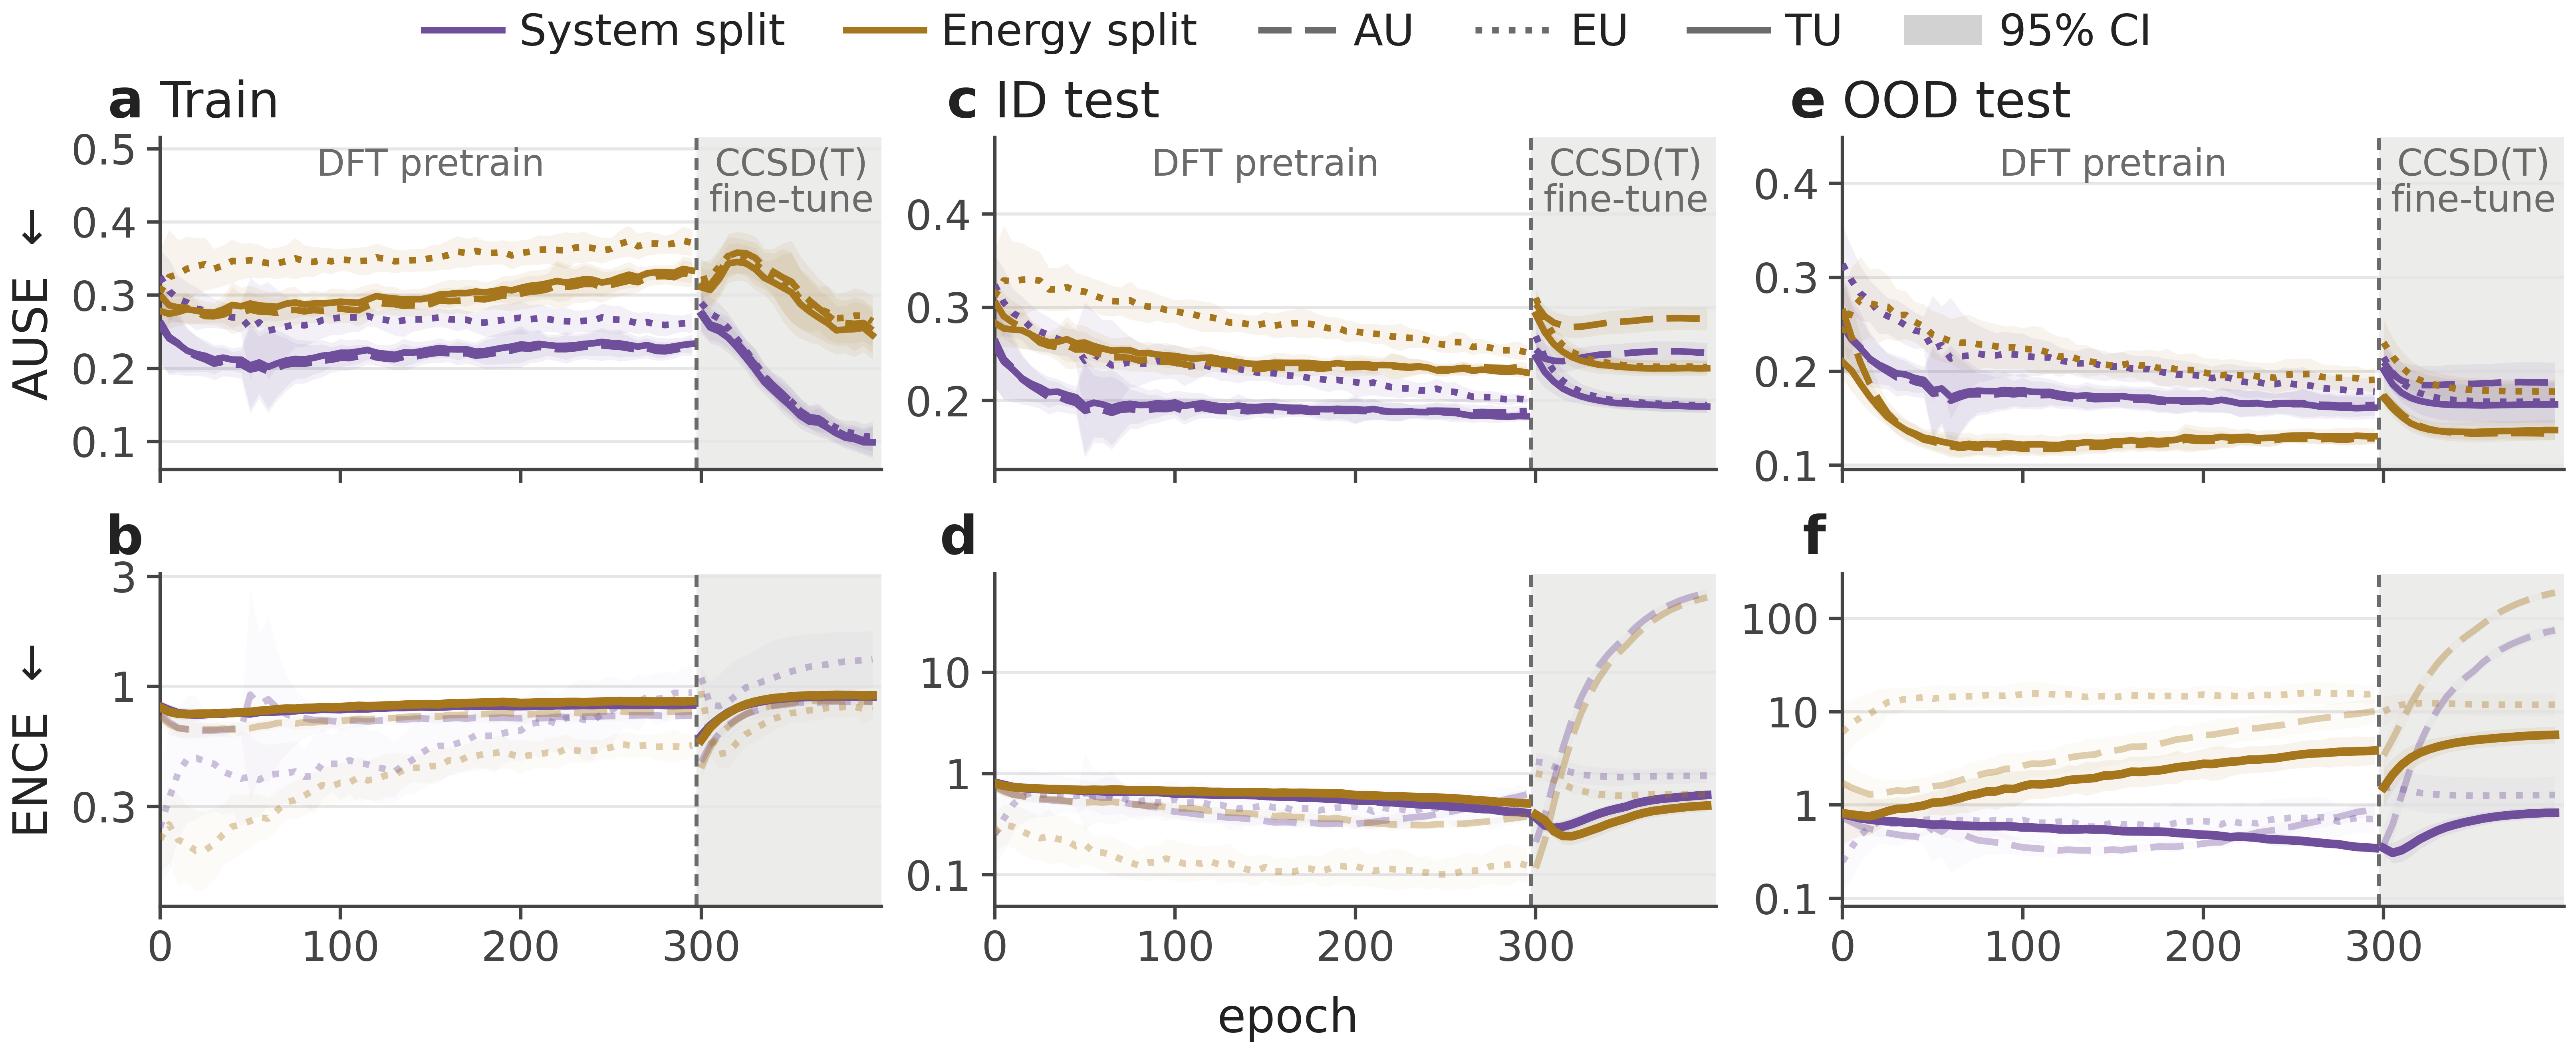 System split Energy split AU EU TU 95% CI
a Train
c ID test
e OOD test
AUSE ←
0.5
0.4
0.3
0.2
0.1
DFT pretrain
CCSD(T)
fine-tune
0.4
0.3
0.2
DFT pretrain
CCSD(T)
fine-tune
0.4
0.3
0.2
0.1
DFT pretrain
CCSD(T)
fine-tune
b
d
f
ENCE ←
3
1
0.3
0 100 200 300
10
1
0.1
0 100 200 300
100
10
1
0.1
0 100 200 300
epoch